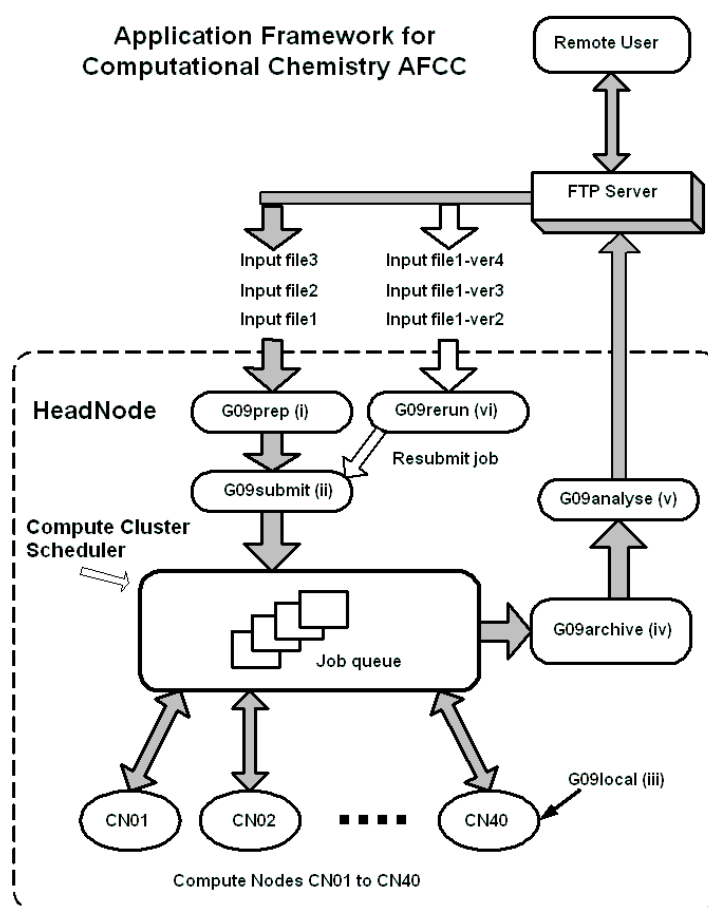 Application Framework for
Computational Chemistry AFCC
Remote User
FTP Server
Input file3
Input file2
Input file1
Input file1-ver4
Input file1-ver3
Input file1-ver2
HeadNode
G09prep (i)
G09rerun (vi)
Resubmit job
G09submit (ii)
G09analyse (v)
Compute Cluster
Scheduler
Job queue
G09archive (iv)
G09local (iii)
CN01
CN02
CN40
Compute Nodes CN01 to CN40